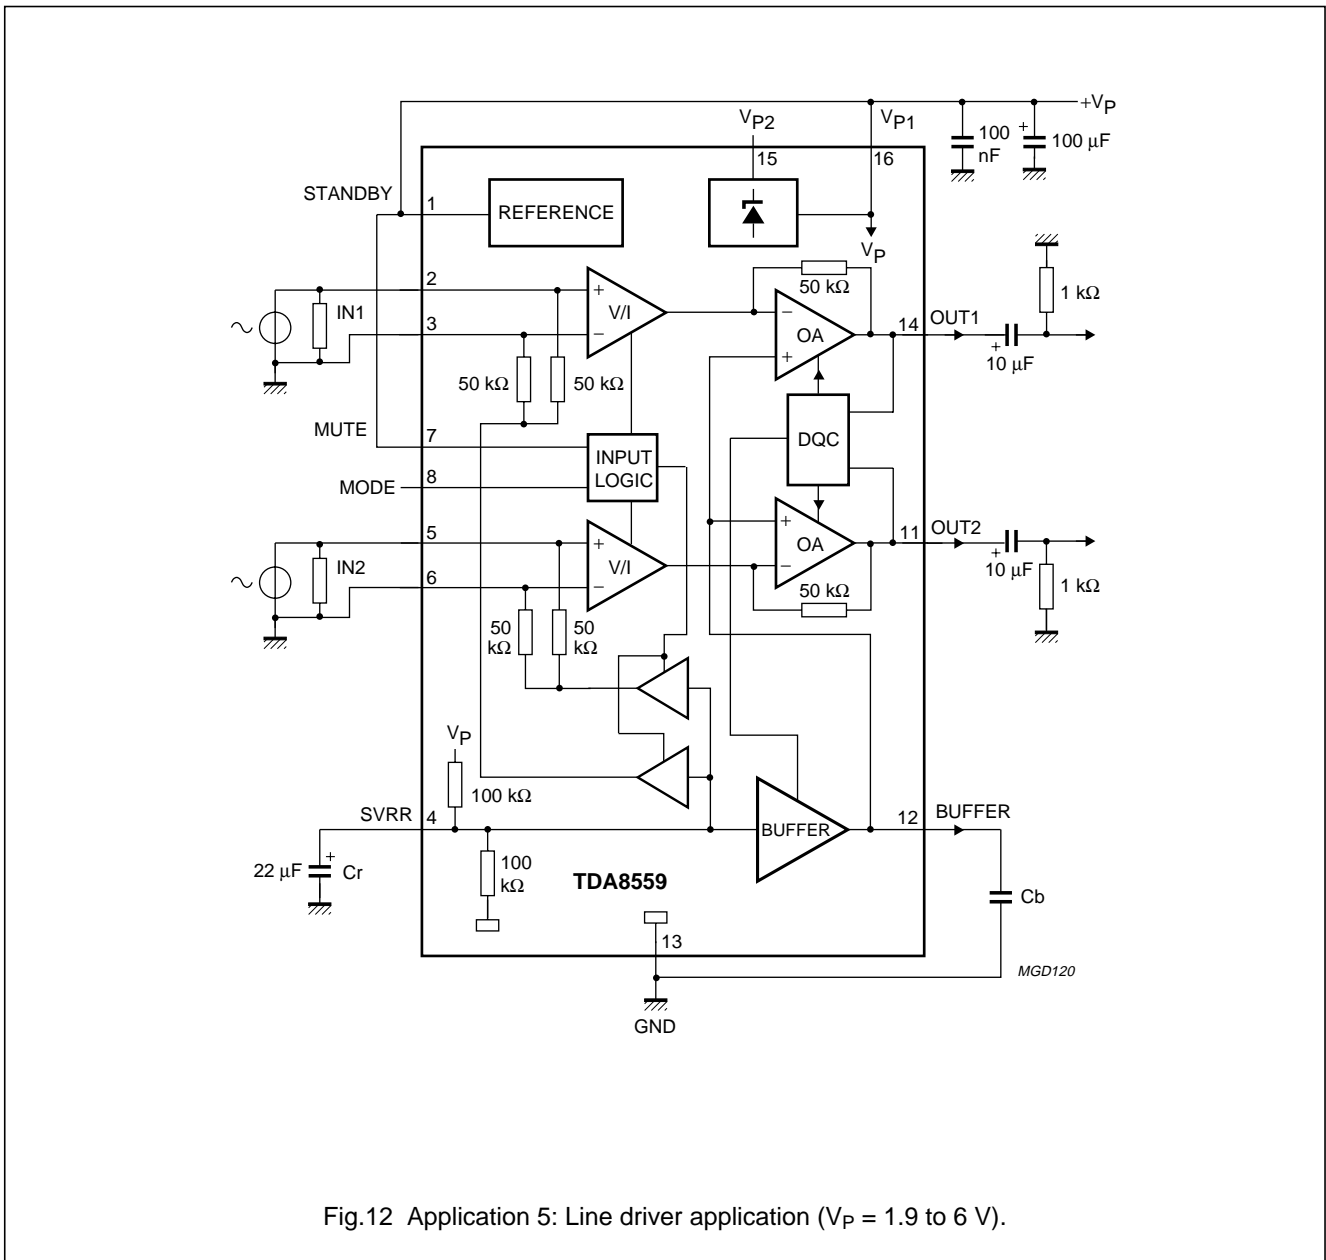 +VP
VP2
VP1
100 nF
+
100 μF
15
16
STANDBY
1
REFERENCE
VP
2
+
V/I
50 kΩ
−
OA
14
OUT1
1 kΩ
IN1
3
−
+
+
10 μF
50 kΩ
50 kΩ
MUTE
7
INPUT LOGIC
DQC
MODE
8
5
+
V/I
+
OA
11
OUT2
IN2
6
−
−
+
10 μF
50 kΩ
1 kΩ
50 kΩ
50 kΩ
VP
100 kΩ
SVRR
4
BUFFER
12
BUFFER
22 μF
+
Cr
100 kΩ
TDA8559
Cb
13
MGD120
GND
Fig.12 Application 5: Line driver application (VP = 1.9 to 6 V).